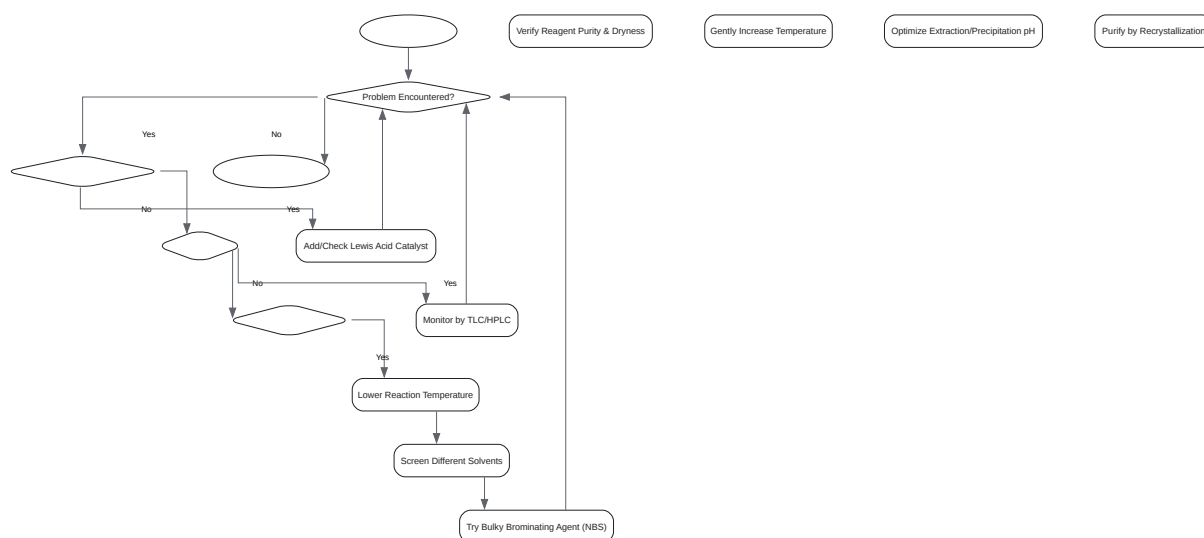 Verify Reagent Purity & Dryness
Gently Increase Temperature
Optimize Extraction/Precipitation pH
Purify by Recrystallization
Problem Encountered?
Yes
No
No
Yes
Add/Check Lewis Acid Catalyst
No
Yes
Monitor by TLC/HPLC
Yes
Lower Reaction Temperature
Screen Different Solvents
Try Bulky Brominating Agent (NBS)